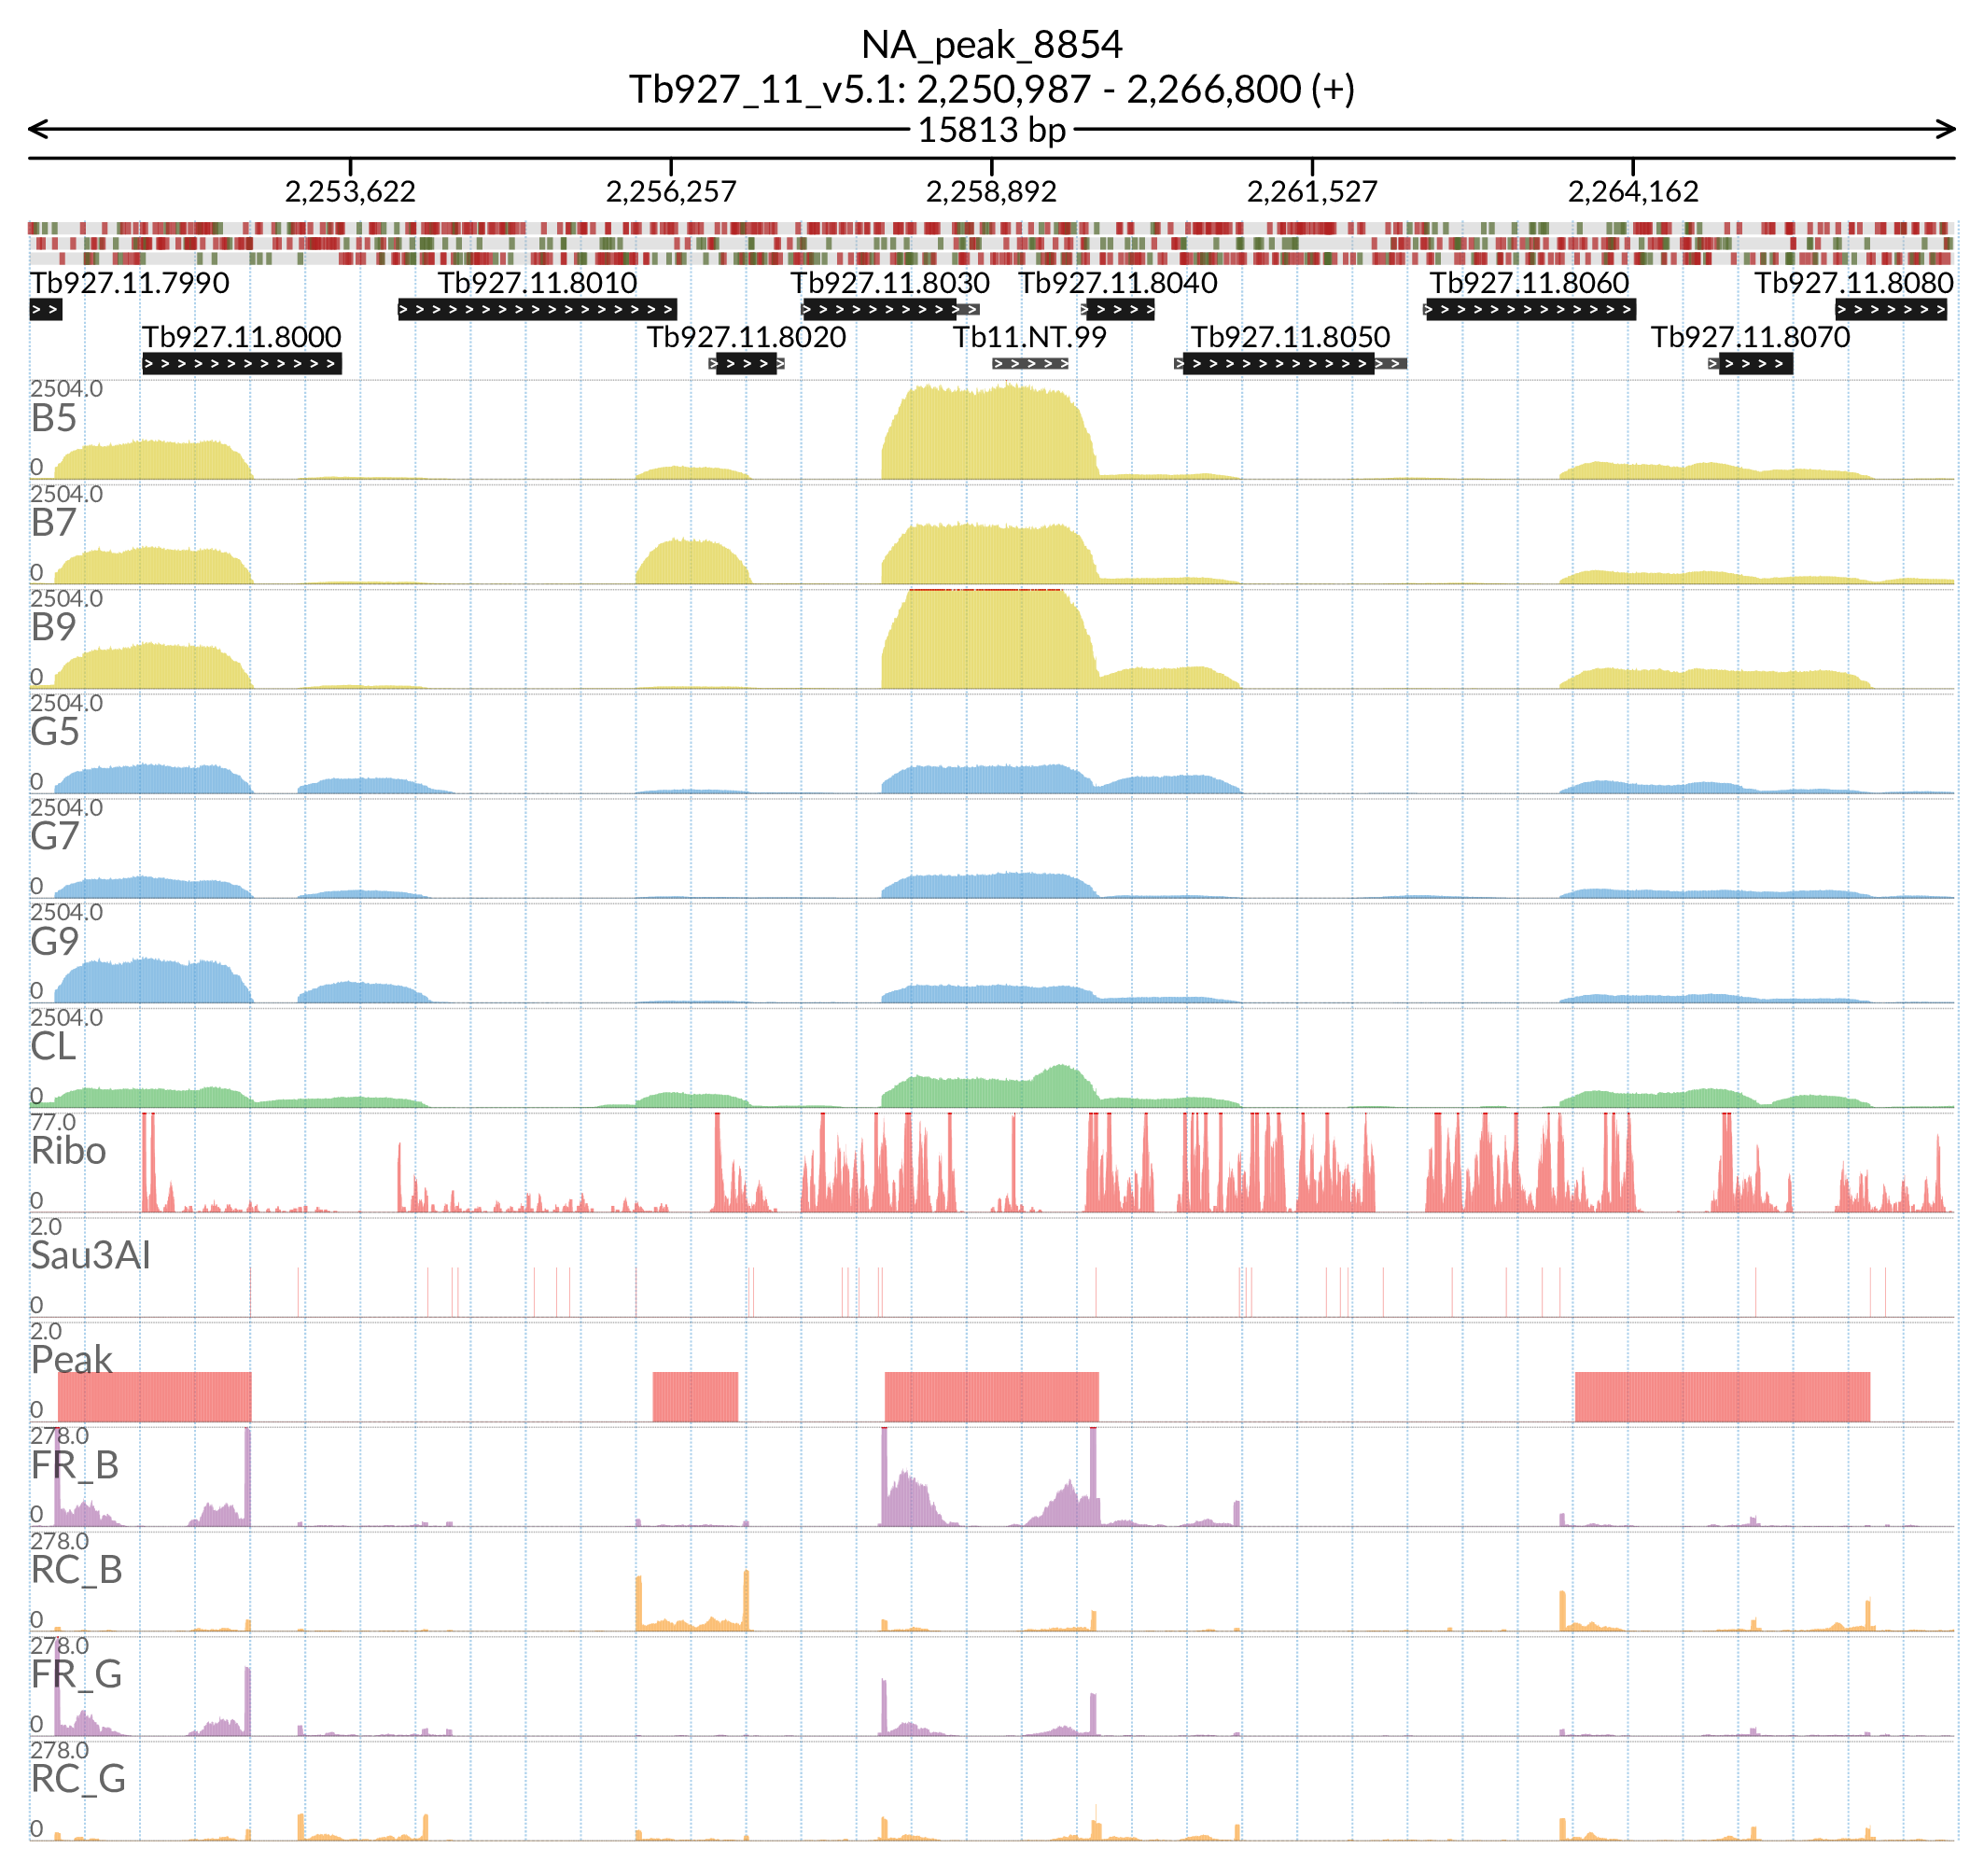 NA_peak_8854
Tb927_11_v5.1: 2,250,987 - 2,266,800 (+)
15813 bp
2,253,622 2,256,257 2,258,892 2,261,527 2,264,162
Tb927.11.7990 Tb927.11.8010 Tb927.11.8030 Tb927.11.8040 Tb927.11.8060 Tb927.11.8080
Tb927.11.8000 Tb927.11.8020 Tb11.NT.99 Tb927.11.8050 Tb927.11.8070
2504.0
B5
0
2504.0
B7
0
2504.0
B9
0
2504.0
G5
0
2504.0
G7
0
2504.0
G9
0
2504.0
CL
0
77.0
Ribo
0
2.0
Sau3AI
0
2.0
Peak
0
278.0
FR_B
0
278.0
RC_B
0
278.0
FR_G
0
278.0
RC_G
0